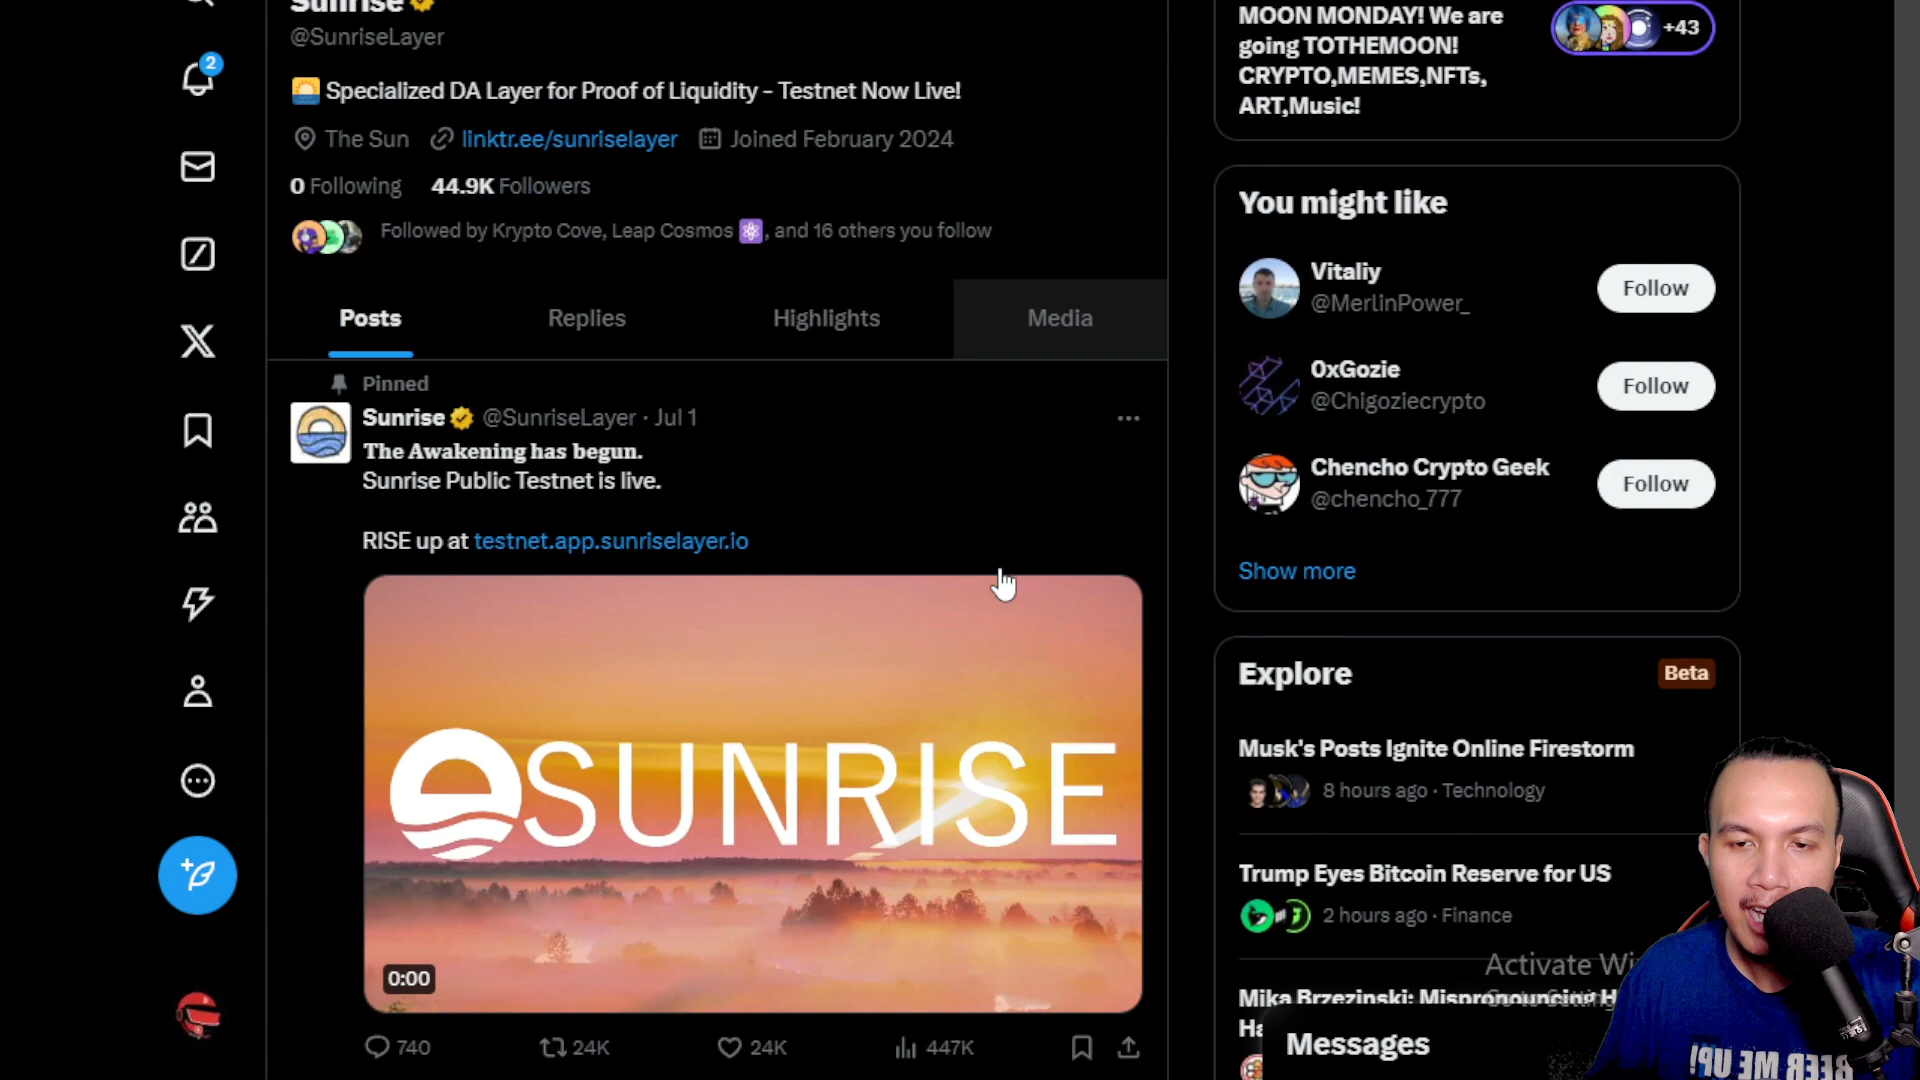 2
Sunrise
@SunriseLayer
Specialized DA Layer for Proof of Liquidity - Testnet Now Live!
The Sun linktr.ee/sunriselayer Joined February 2024
0 Following 44.9K Followers
Followed by Krypto Cove, Leap Cosmos ⚛, and 16 others you follow
Posts Replies Highlights Media
Pinned
Sunrise @SunriseLayer · Jul 1
The Awakening has begun.
Sunrise Public Testnet is live.
RISE up at testnet.app.sunriselayer.io
SUNRISE
0:00
740 24K 24K 447K
MOON MONDAY! We are
going TOTHEMOON!
CRYPTO,MEMES,NFTs,
ART,Music!
+43
You might like
Vitaliy
@MerlinPower_
Follow
0xGozie
@Chigoziecrypto
Follow
Chencho Crypto Geek
@chencho_777
Follow
Show more
Explore
Beta
Musk's Posts Ignite Online Firestorm
8 hours ago · Technology
Trump Eyes Bitcoin Reserve for US
2 hours ago · Finance
Activate Wi
Mika Brzezinski: Mispronouncing H
Ha
Messages
BEER ME UP!